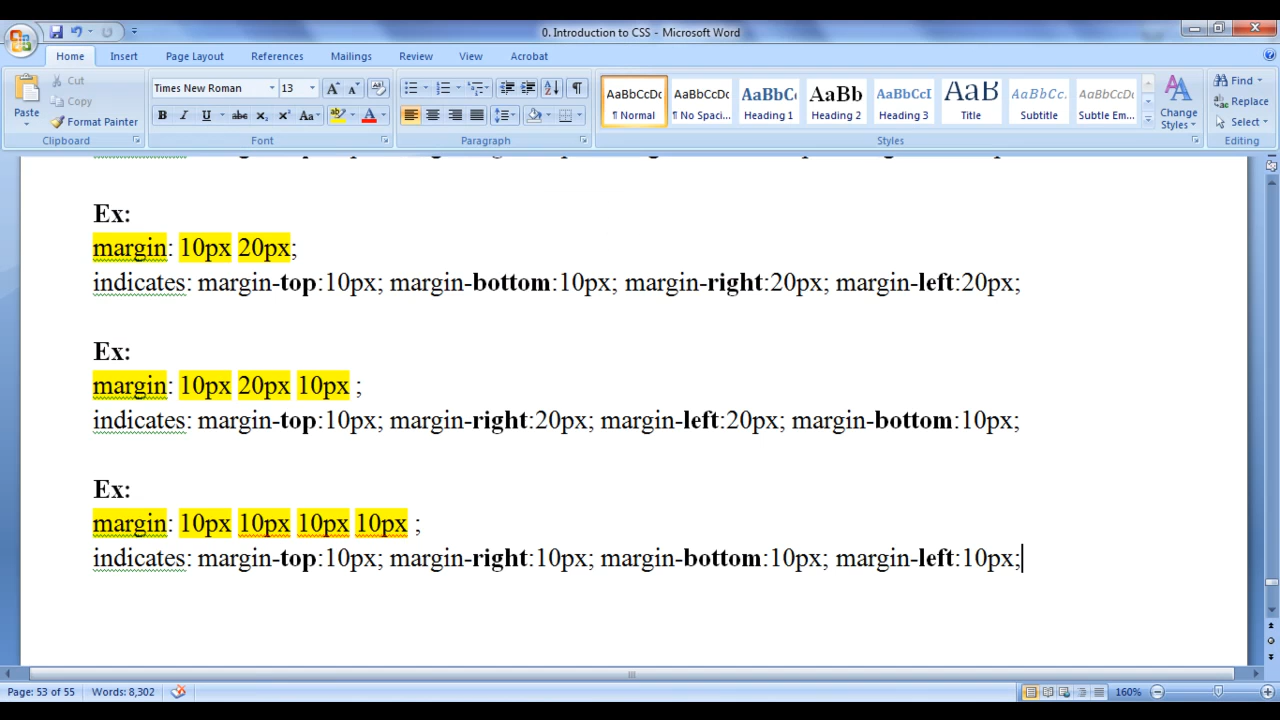 0. Introduction to CSS - Microsoft Word
Home Insert Page Layout References Mailings Review View Acrobat
Paste Cut Copy Format Painter
Times New Roman 13
B I U abc X₂ X² Aa A
AaBbCcDc AaBbCcDc AaBbCc AaBb AaBbCcI AaB AaBbCc. AaBbCcDc
¶ Normal ¶ No Spaci... Heading 1 Heading 2 Heading 3 Title Subtitle Subtle Em...
Change Styles
Find Replace Select
Clipboard Font Paragraph Styles Editing
Ex:
margin: 10px 20px;
indicates: margin-top:10px; margin-bottom:10px; margin-right:20px; margin-left:20px;
Ex:
margin: 10px 20px 10px ;
indicates: margin-top:10px; margin-right:20px; margin-left:20px; margin-bottom:10px;
Ex:
margin: 10px 10px 10px 10px ;
indicates: margin-top:10px; margin-right:10px; margin-bottom:10px; margin-left:10px;
Page: 53 of 55 Words: 8,302 160%